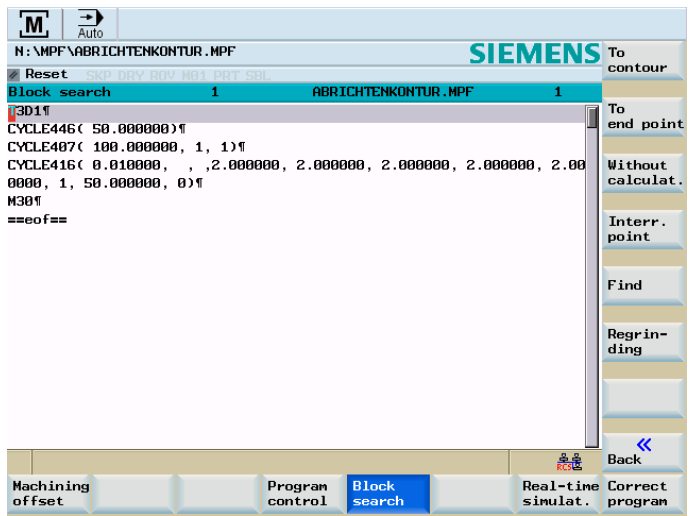 M
Auto
N:\MPF\ABRICHTENKONTUR.MPF
SIEMENS
Reset SKP DRY ROV M01 PRT SBL
Block search 1 ABRICHTENKONTUR.MPF 1
T3D1¶
CYCLE446( 50.000000)¶
CYCLE407( 100.000000, 1, 1)¶
CYCLE416( 0.010000, , ,2.000000, 2.000000, 2.000000, 2.000000, 2.00
0000, 1, 50.000000, 0)¶
M30¶
==eof==
To
contour
To
end point
Without
calculat.
Interr.
point
Find
Regrin-
ding
Back
RCS
Machining
offset
Program
control
Block
search
Real-time
simulat.
Correct
program